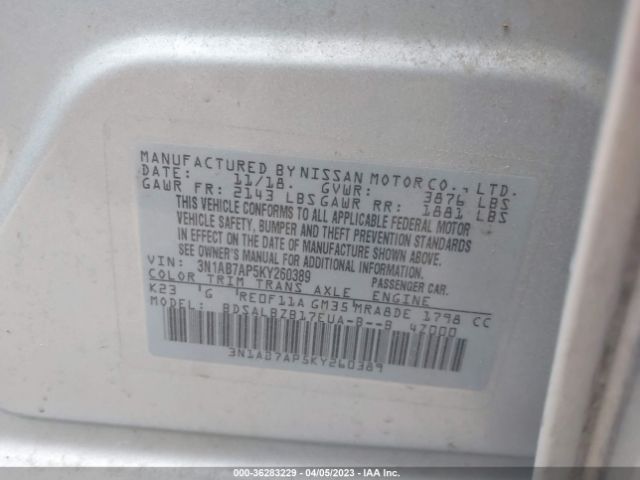 MANUFACTURED BY NISSAN MOTOR CO., LTD.
DATE: 11/18. GVWR: 3876 LBS
GAWR FR: 2143 LBS GAWR RR: 1881 LBS
THIS VEHICLE CONFORMS TO ALL APPLICABLE FEDERAL MOTOR
VEHICLE SAFETY, BUMPER AND THEFT PREVENTION STANDARDS
IN EFFECT ON THE DATE OF MANUFACTURE SHOWN ABOVE.
SEE OWNER'S MANUAL FOR FURTHER INFORMATION.
VIN: 3N1AB7AP5KY260389 PASSENGER CAR
COLOR TRIM TRANS AXLE ENGINE
K23 G RE0F11A GM35 MRA8DE 1798 CC
MODEL: BDSALBZB17EUA-B--B 4Z000
3N1AB7AP5KY260389
000-36283229 - 04/05/2023 - IAA Inc.